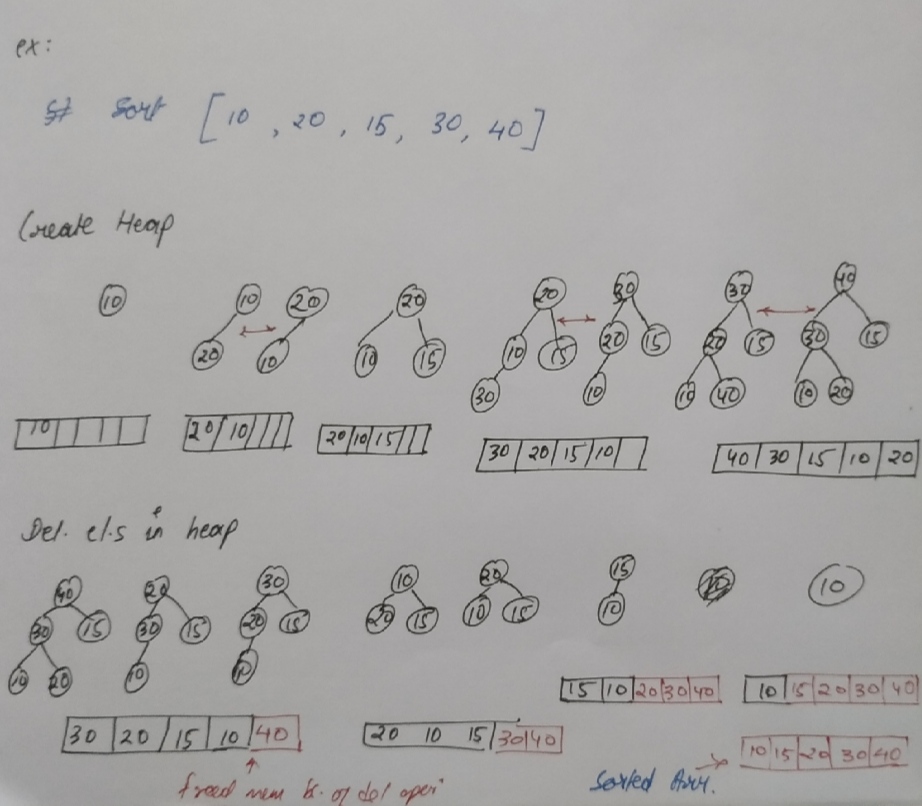 ex:
Sort [10, 20, 15, 30, 40]
Create Heap
10 10 20 20 20 30 30 40
20 10 10 15 10 15 20 15 20 15 30 15
30 10 10 40 10 20
10
20 10
20 10 15
30 20 15 10
40 30 15 10 20
Del. el.s in heap
40 20 30 10 20 15 10
30 15 30 15 20 15 20 15 10 15 10
10 20 10 10
15 10 20 30 40
10 15 20 30 40
30 20 15 10 40
20 10 15 30 40
10 15 20 30 40
freed mem bc. of del oper
Sorted Arr.